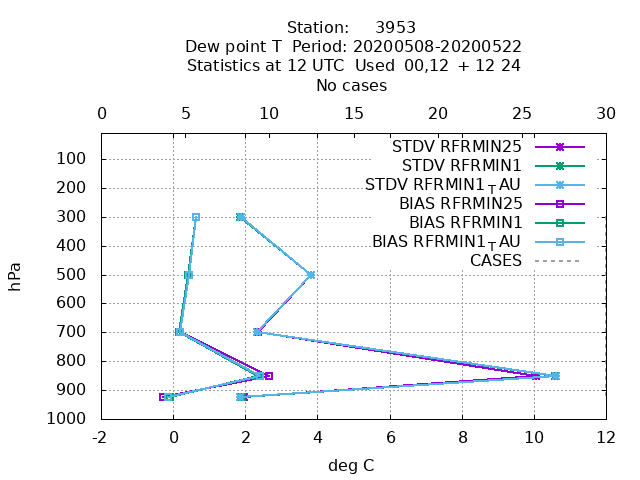 Station: 3953
Dew point T Period: 20200508-20200522
Statistics at 12 UTC Used 00,12 + 12 24
No cases
0 5 10 15 20 25 30
STDV RFRMIN25
STDV RFRMIN1
STDV RFRMIN1_TAU
BIAS RFRMIN25
BIAS RFRMIN1
BIAS RFRMIN1_TAU
CASES
hPa
100
200
300
400
500
600
700
800
900
1000
-2 0 2 4 6 8 10 12
deg C